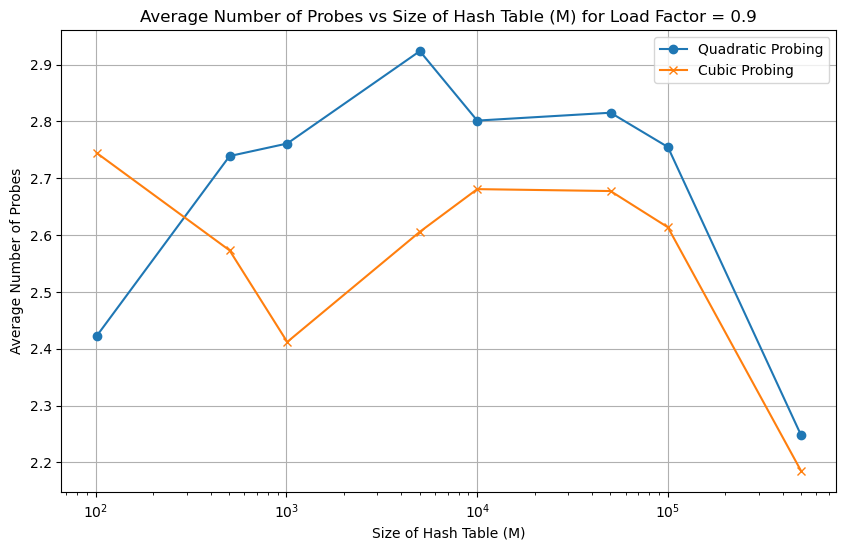 Average Number of Probes vs Size of Hash Table (M) for Load Factor = 0.9
Quadratic Probing
Cubic Probing
Average Number of Probes
2.9
2.8
2.7
2.6
2.5
2.4
2.3
2.2
10² 10³ 10⁴ 10⁵
Size of Hash Table (M)